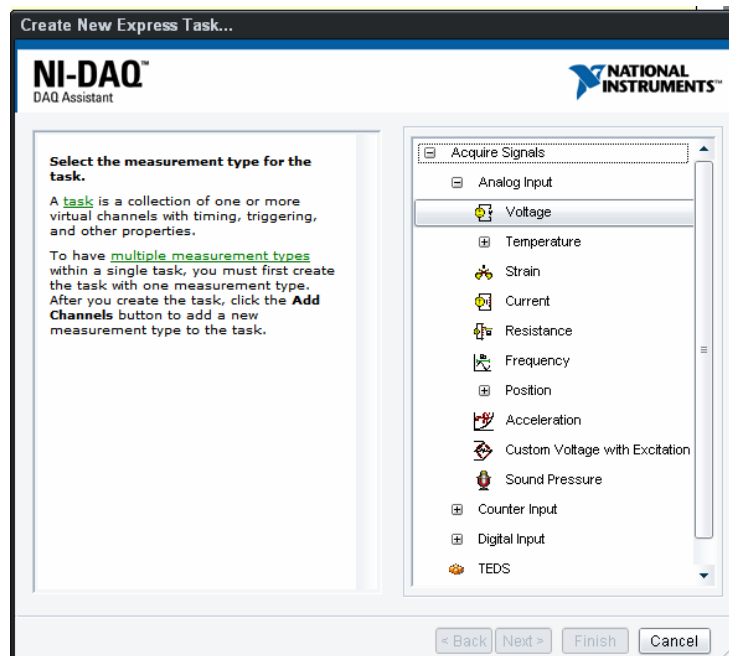 Create New Express Task...
NI-DAQ™
DAQ Assistant
NATIONAL
INSTRUMENTS™
Select the measurement type for the
task.
A task is a collection of one or more
virtual channels with timing, triggering,
and other properties.
To have multiple measurement types
within a single task, you must first create
the task with one measurement type.
After you create the task, click the Add
Channels button to add a new
measurement type to the task.
Acquire Signals
Analog Input
Voltage
Temperature
Strain
Current
Resistance
Frequency
Position
Acceleration
Custom Voltage with Excitation
Sound Pressure
Counter Input
Digital Input
TEDS
< Back Next > Finish Cancel